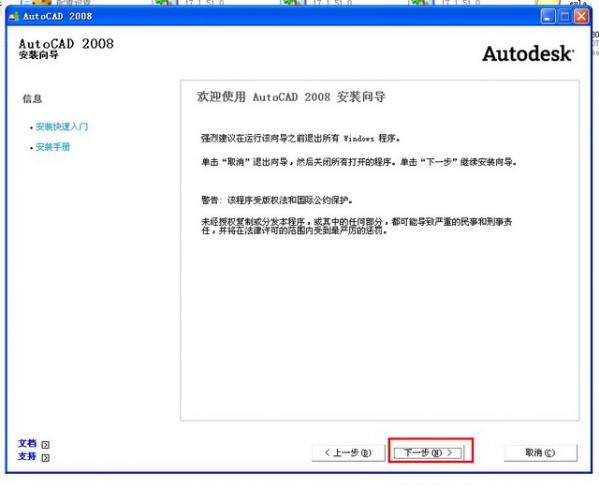 AutoCAD 2008
AutoCAD 2008
安装向导
Autodesk
信息
• 安装快速入门
• 安装手册
欢迎使用 AutoCAD 2008 安装向导
强烈建议在运行该向导之前退出所有 Windows 程序。
单击“取消”退出向导，然后关闭所有打开的程序。单击“下一步”继续安装向导。
警告: 该程序受版权法和国际公约保护。
未经授权复制或分发本程序，或其中的任何部分，都可能导致严重的民事和刑事责
任，并将在法律许可的范围内受到最严厉的惩罚。
文档
支持
< 上一步(B)
下一步(N) >
取消(C)